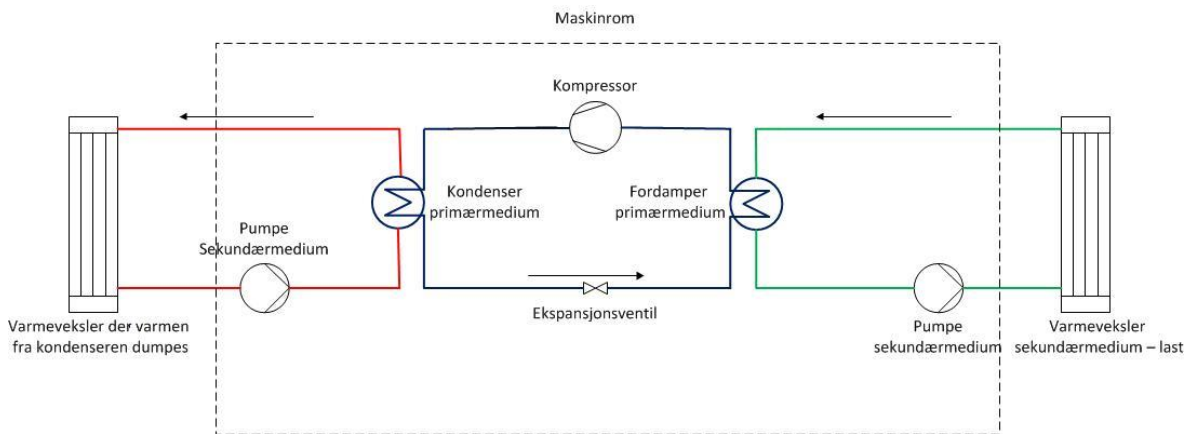 Maskinrom
Kompressor
Kondenser
primærmedium
Fordamper
primærmedium
Pumpe
Sekundærmedium
Ekspansjonsventil
Varmeveksler der varmen
fra kondenseren dumpes
Pumpe
sekundærmedium
Varmeveksler
sekundærmedium – last